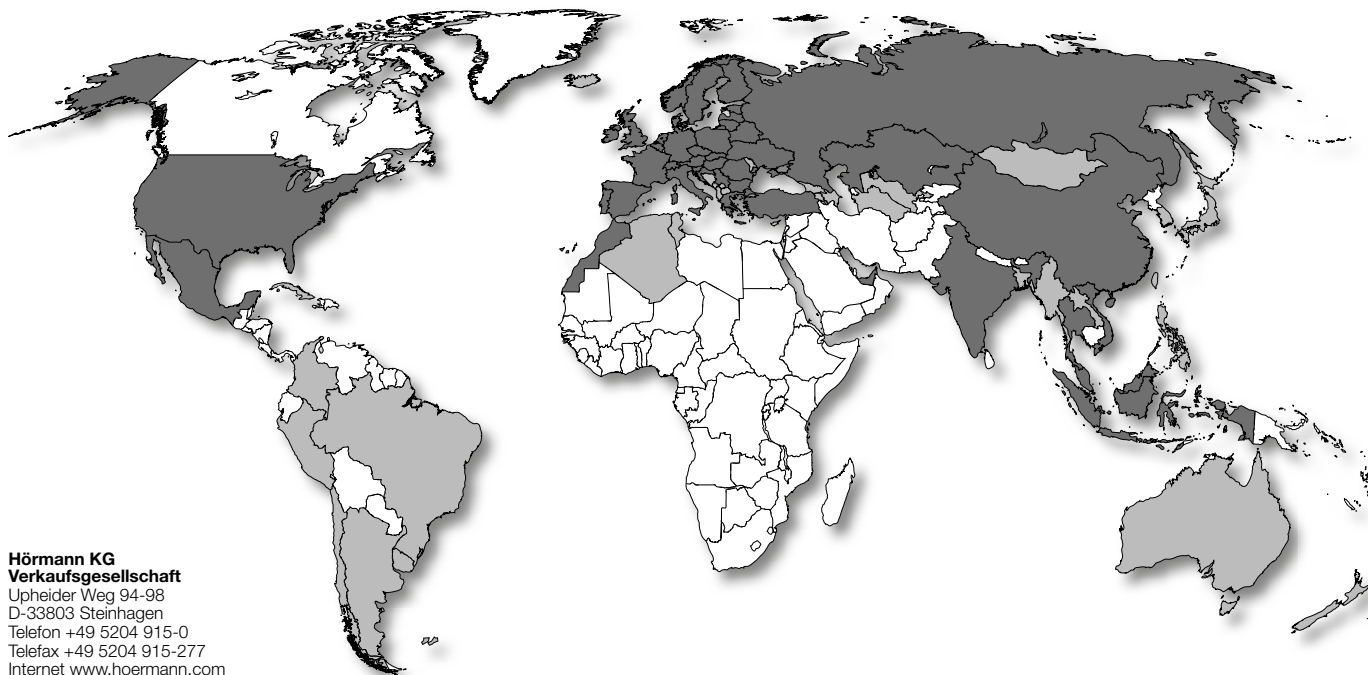 Hörmann KG
Verkaufsgesellschaft
Upheider Weg 94-98
D-33803 Steinhagen
Telefon +49 5204 915-0
Telefax +49 5204 915-277
Internet www.hoermann.com